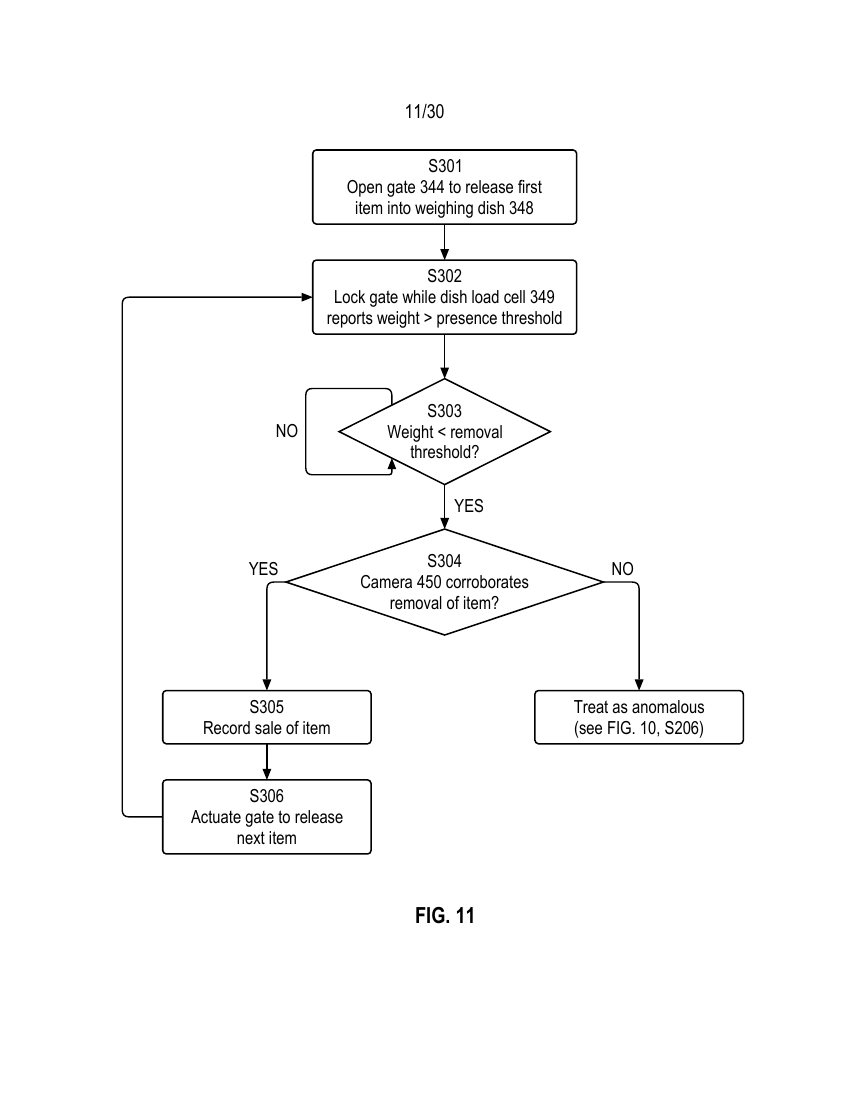 11/30
S301
Open gate 344 to release first
item into weighing dish 348
S302
Lock gate while dish load cell 349
reports weight > presence threshold
S303
Weight < removal
threshold?
NO
YES
S304
Camera 450 corroborates
removal of item?
YES
NO
S305
Record sale of item
Treat as anomalous
(see FIG. 10, S206)
S306
Actuate gate to release
next item
FIG. 11